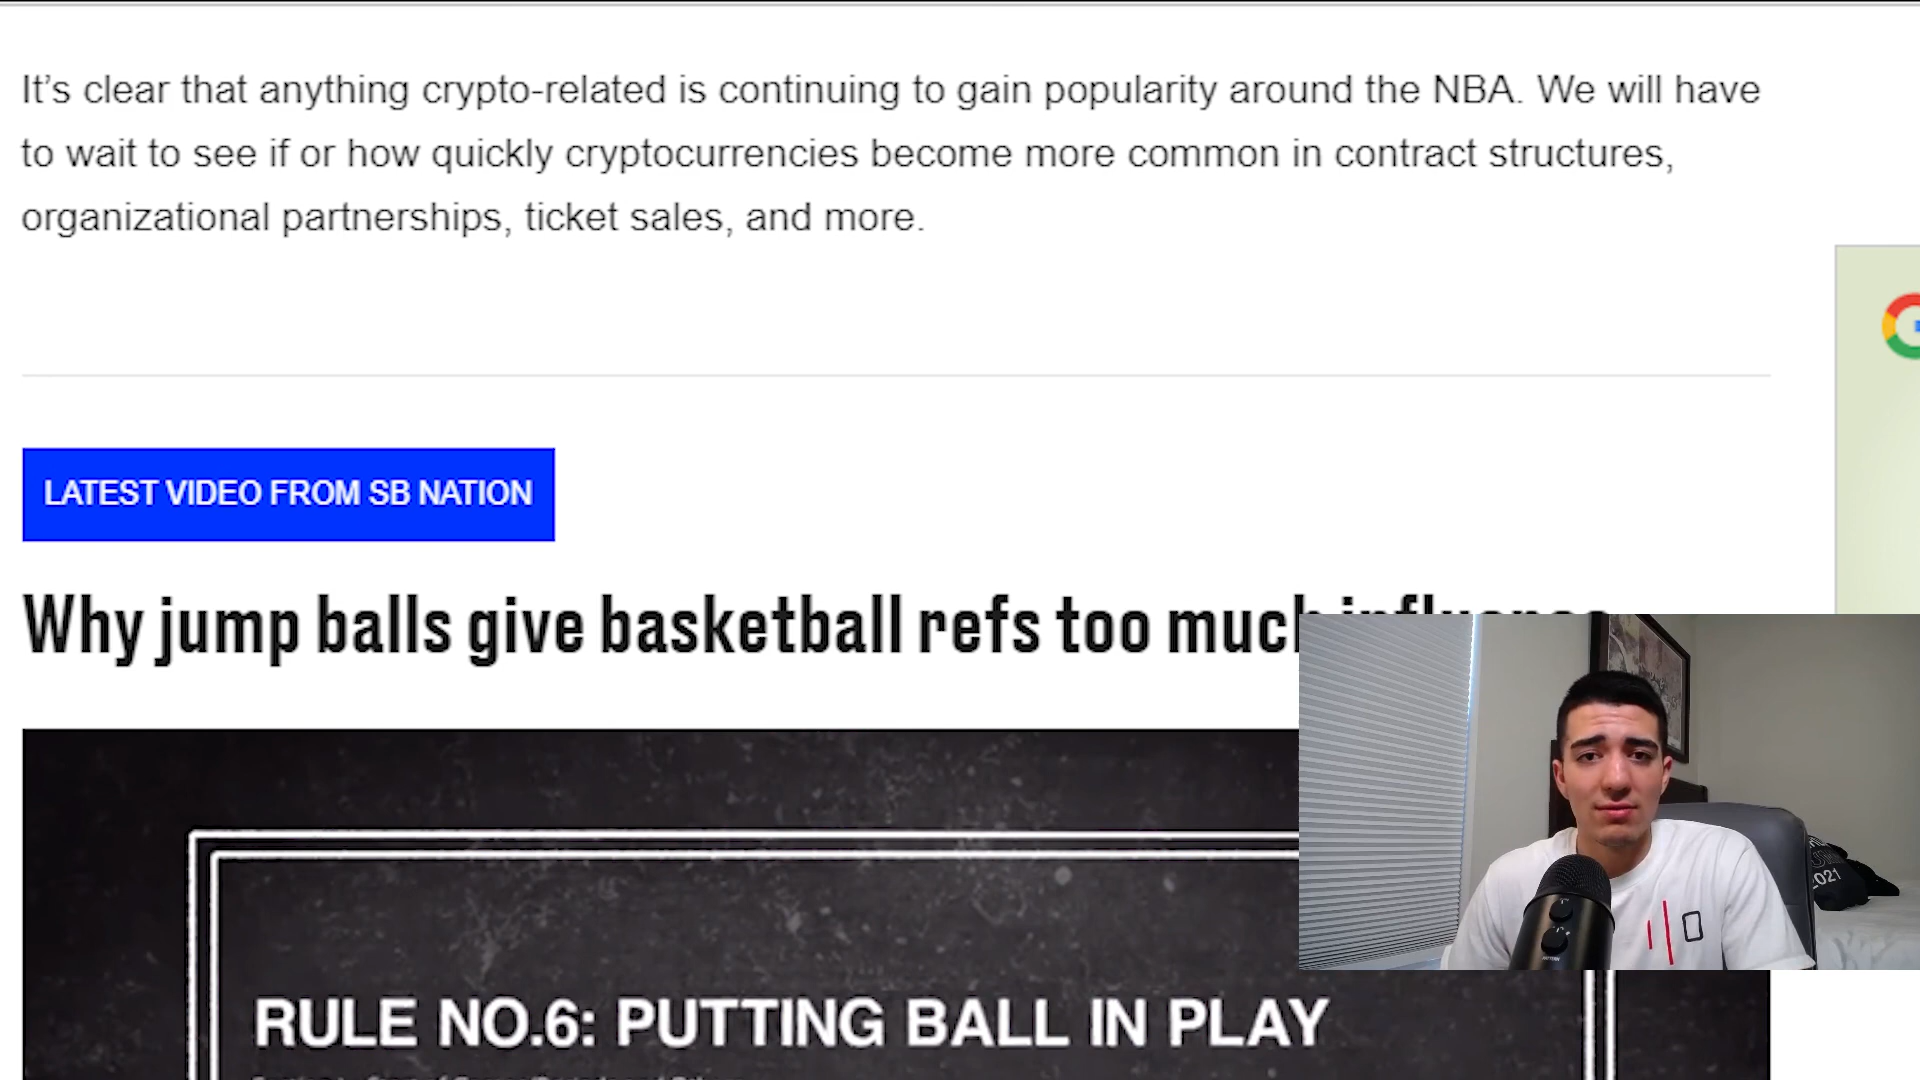 It's clear that anything crypto-related is continuing to gain popularity around the NBA. We will have
to wait to see if or how quickly cryptocurrencies become more common in contract structures,
organizational partnerships, ticket sales, and more.
LATEST VIDEO FROM SB NATION
Why jump balls give basketball refs too much influence
RULE NO.6: PUTTING BALL IN PLAY
2021